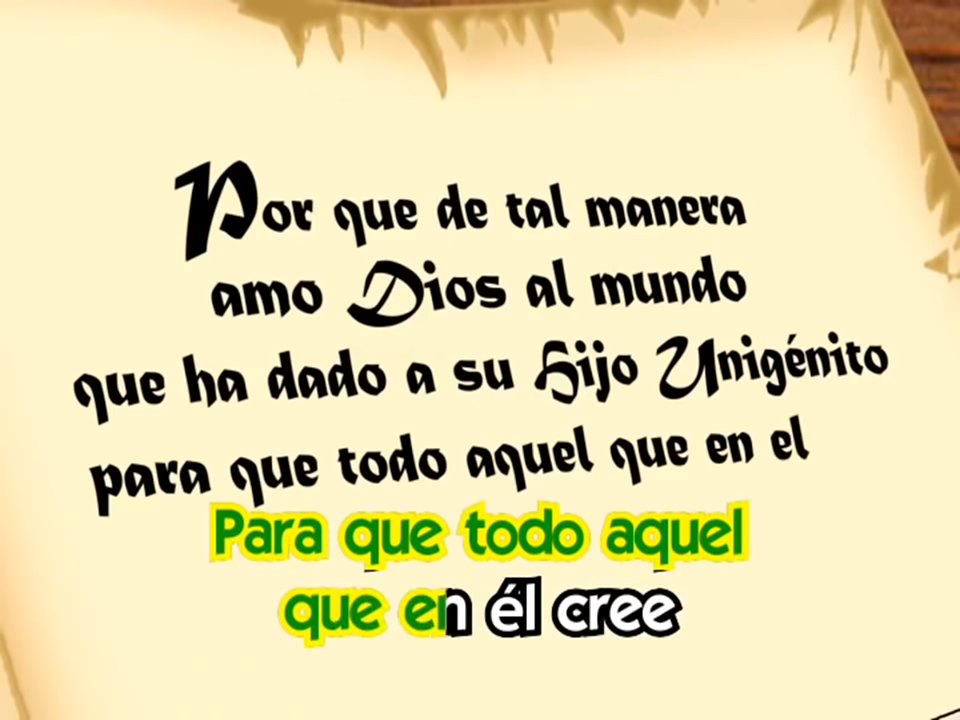 Por que de tal manera
amo Dios al mundo
que ha dado a su Hijo Unigénito
para que todo aquel que en el
Para que todo aquel
que en él cree